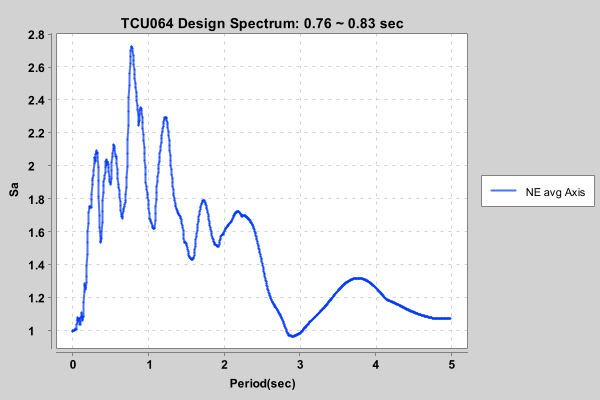 TCU064 Design Spectrum: 0.76 ~ 0.83 sec
2.8
2.6
2.4
2.2
2
1.8
1.6
1.4
1.2
1
Sa
0 1 2 3 4 5
Period(sec)
NE avg Axis